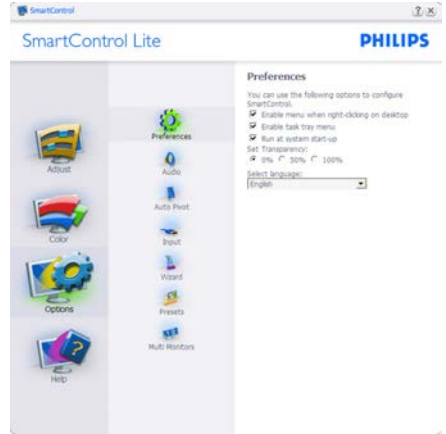 SmartControl
SmartControl Lite
PHILIPS
Adjust
Color
Options
Help
Preferences
Audio
Auto Pivot
Input
Wizard
Presets
Multi Monitors
Preferences
You can use the following options to configure
SmartControl.
Enable menu when right-clicking on desktop
Enable task tray menu
Run at system start-up
Set Transparency:
0% 50% 100%
Select language:
English